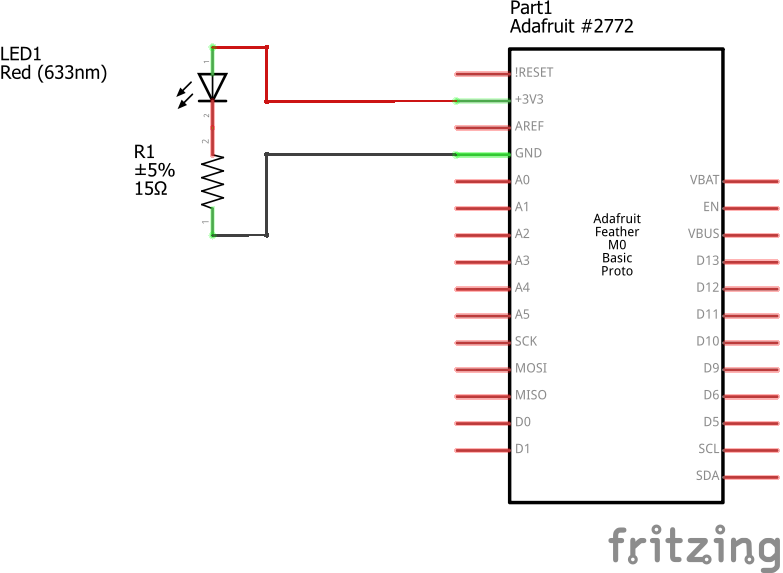 Part1
Adafruit #2772
LED1
Red (633nm)
1
2
2
R1
±5%
15Ω
1
!RESET
+3V3
AREF
GND
A0
A1
A2
A3
A4
A5
SCK
MOSI
MISO
D0
D1
Adafruit
Feather
M0
Basic
Proto
VBAT
EN
VBUS
D13
D12
D11
D10
D9
D6
D5
SCL
SDA
fritzing